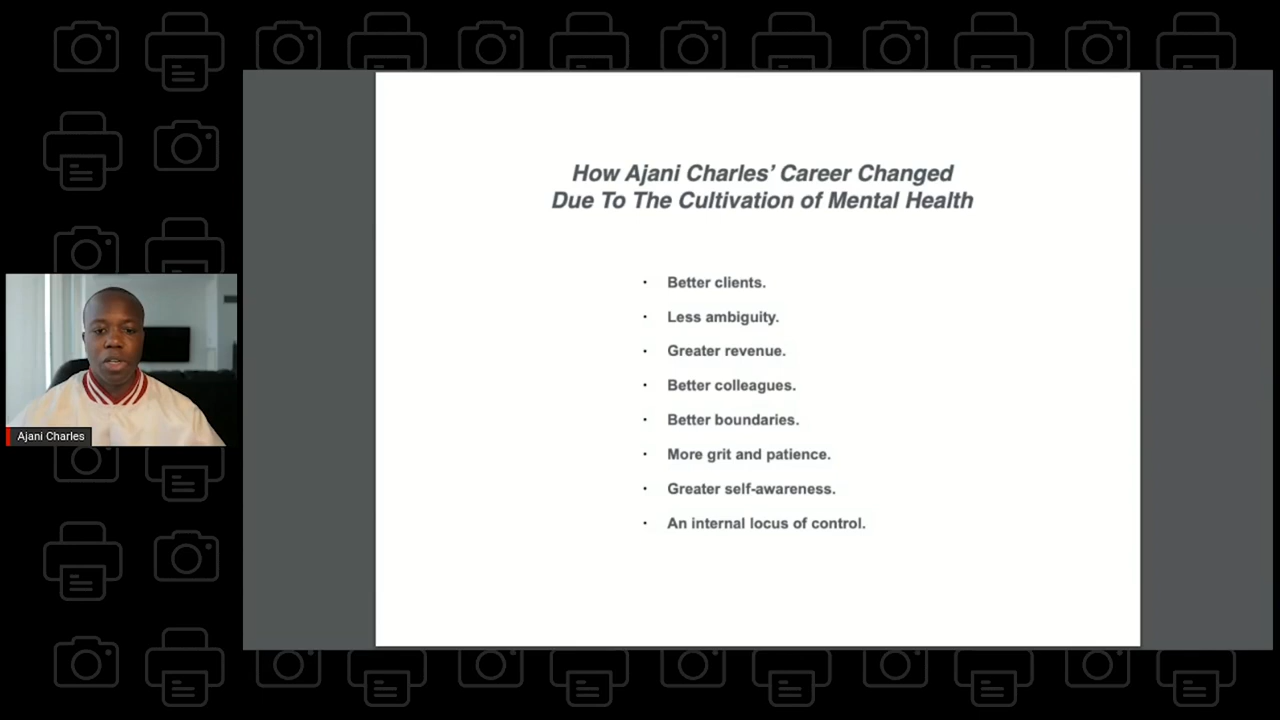 How Ajani Charles’ Career Changed
Due To The Cultivation of Mental Health
· Better clients.
· Less ambiguity.
· Greater revenue.
· Better colleagues.
· Better boundaries.
· More grit and patience.
· Greater self-awareness.
· An internal locus of control.
Ajani Charles